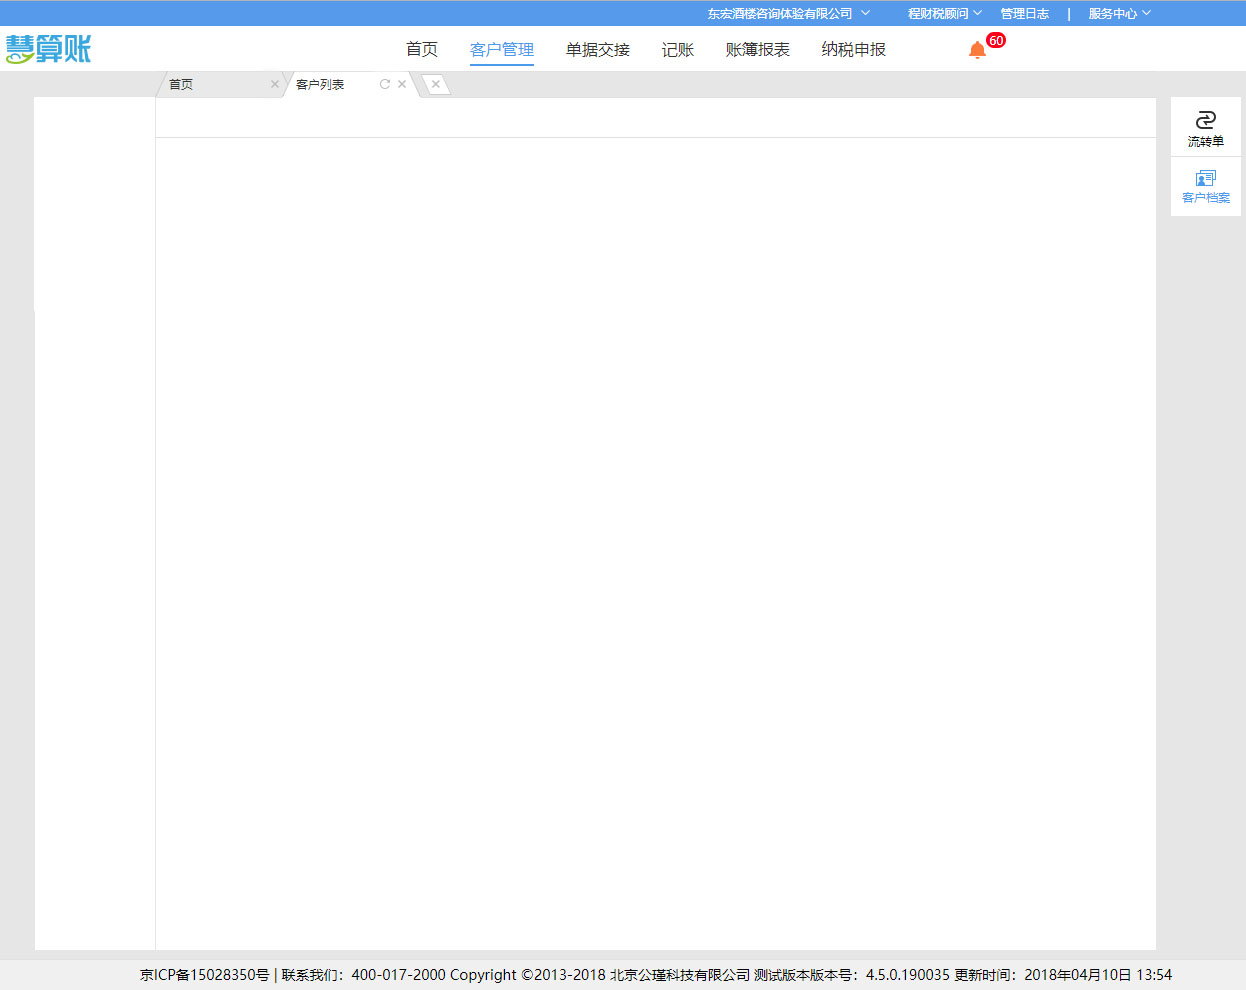 东宏酒楼咨询体验有限公司 程财税顾问 管理日志 | 服务中心
慧算账 首页 客户管理 单据交接 记账 账簿报表 纳税申报 60
首页 客户列表
流转单
客户档案
京ICP备15028350号 | 联系我们：400-017-2000 Copyright ©2013-2018 北京公瑾科技有限公司 测试版本版本号：4.5.0.190035 更新时间：2018年04月10日 13:54